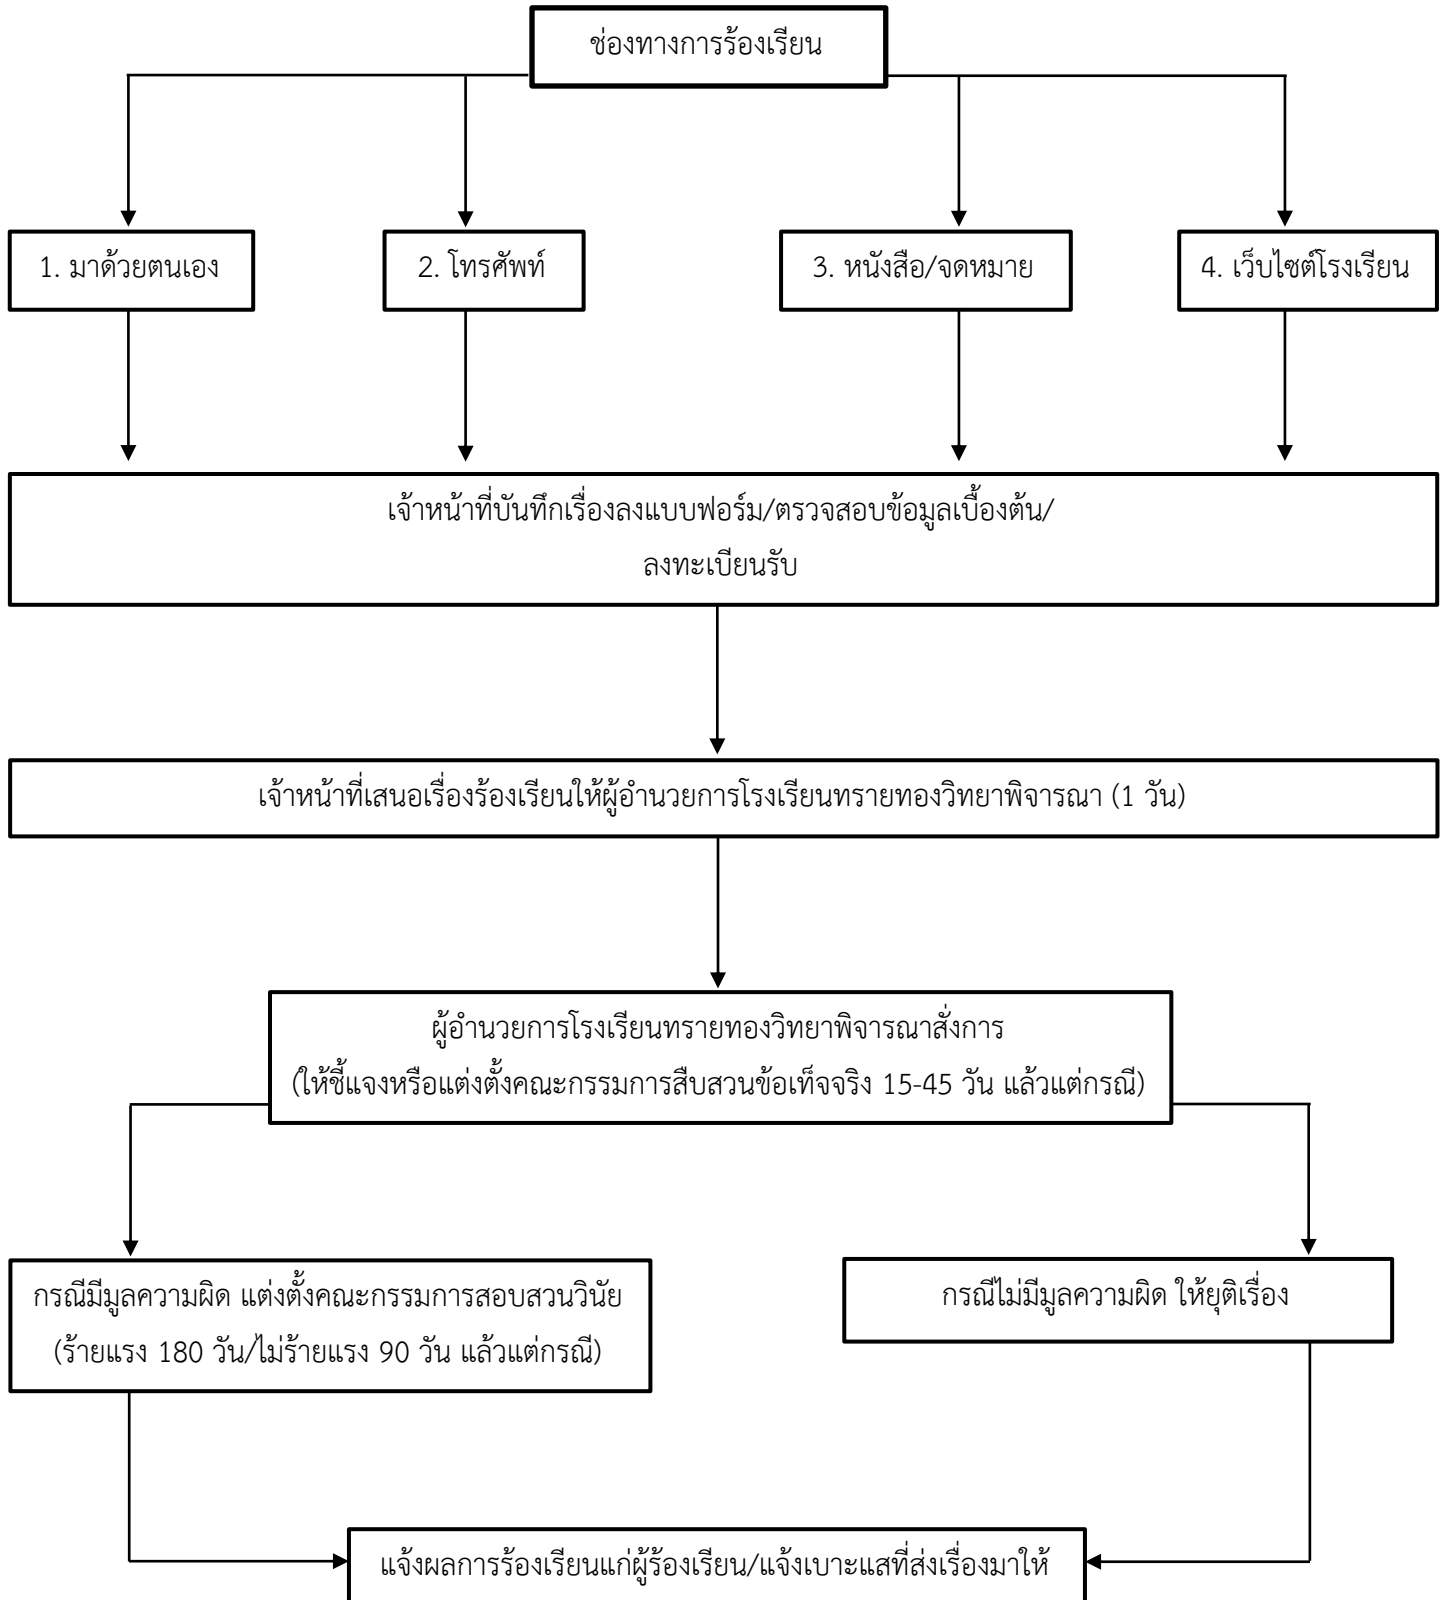 ช่องทางการร้องเรียน
1. มาด้วยตนเอง
2. โทรศัพท์
3. หนังสือ/จดหมาย
4. เว็บไซต์โรงเรียน
เจ้าหน้าที่บันทึกเรื่องลงแบบฟอร์ม/ตรวจสอบข้อมูลเบื้องต้น/
ลงทะเบียนรับ
เจ้าหน้าที่เสนอเรื่องร้องเรียนให้ผู้อำนวยการโรงเรียนทรายทองวิทยาพิจารณา (1 วัน)
ผู้อำนวยการโรงเรียนทรายทองวิทยาพิจารณาสั่งการ
(ให้ชี้แจงหรือแต่งตั้งคณะกรรมการสืบสวนข้อเท็จจริง 15-45 วัน แล้วแต่กรณี)
กรณีมีมูลความผิด แต่งตั้งคณะกรรมการสอบสวนวินัย
(ร้ายแรง 180 วัน/ไม่ร้ายแรง 90 วัน แล้วแต่กรณี)
กรณีไม่มีมูลความผิด ให้ยุติเรื่อง
แจ้งผลการร้องเรียนแก่ผู้ร้องเรียน/แจ้งเบาะแสที่ส่งเรื่องมาให้